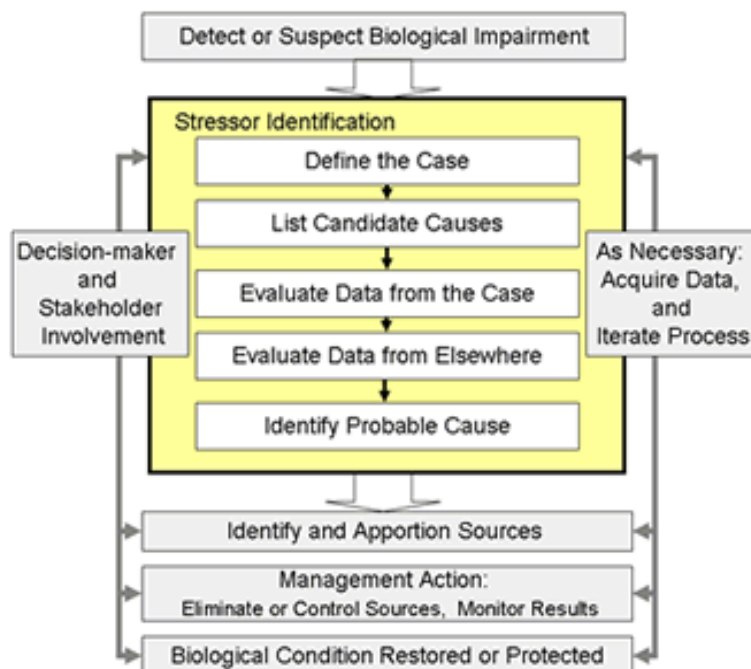 Detect or Suspect Biological Impairment
Stressor Identification
Define the Case
List Candidate Causes
Evaluate Data from the Case
Evaluate Data from Elsewhere
Identify Probable Cause
Decision-maker
and
Stakeholder
Involvement
As Necessary:
Acquire Data,
and
Iterate Process
Identify and Apportion Sources
Management Action:
Eliminate or Control Sources, Monitor Results
Biological Condition Restored or Protected